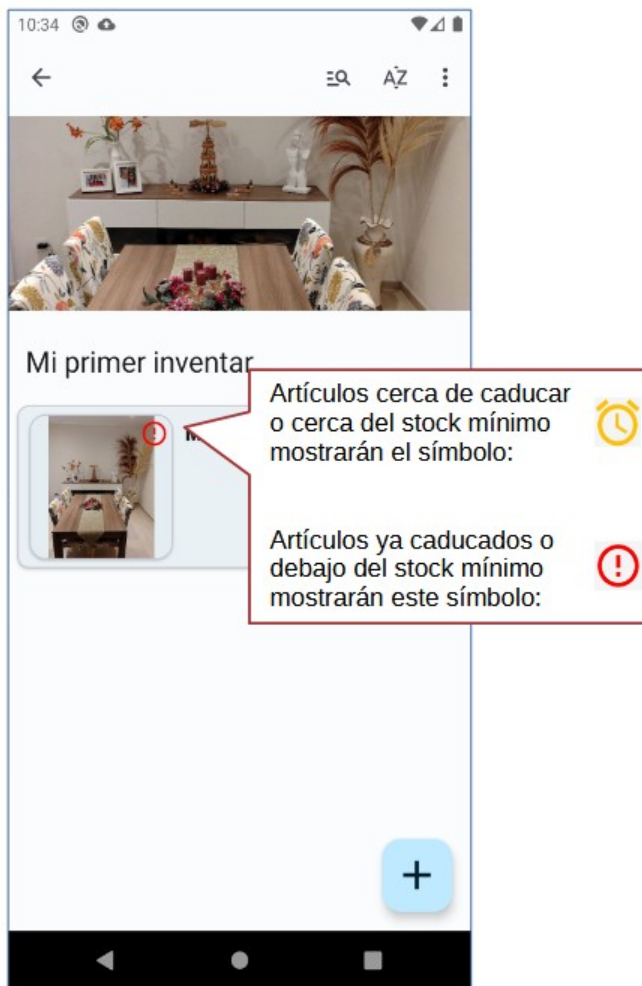 10:34
AZ
Mi primer inventar
Artículos cerca de caducar
o cerca del stock mínimo
mostrarán el símbolo:
M
Artículos ya caducados o
debajo del stock mínimo
mostrarán este símbolo: